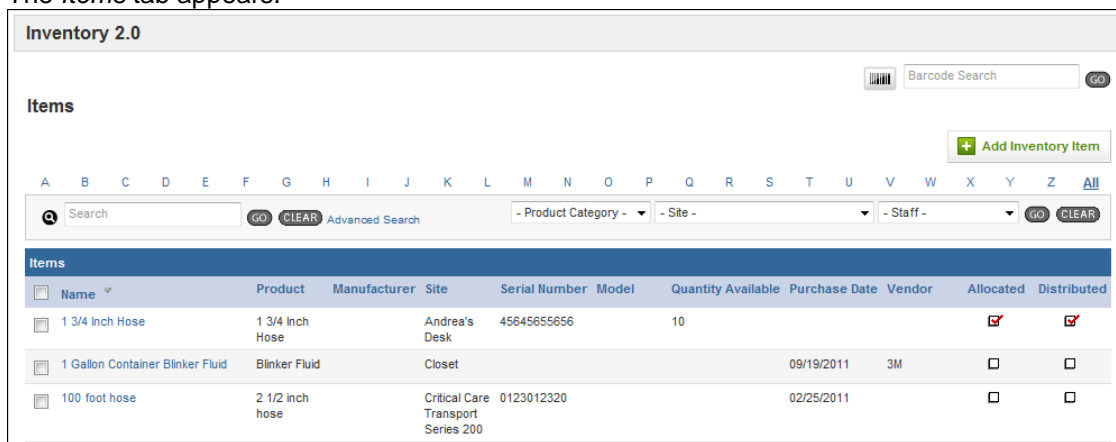 The Items tab appears.
Inventory 2.0
Barcode Search GO
Items
Add Inventory Item
A B C D E F G H I J K L M N O P Q R S T U V W X Y Z All
Search GO CLEAR Advanced Search - Product Category - - Site - - Staff - GO CLEAR
Items
Name Product Manufacturer Site Serial Number Model Quantity Available Purchase Date Vendor Allocated Distributed
1 3/4 Inch Hose 1 3/4 Inch Andrea's 45645655656 10
Hose Desk
1 Gallon Container Blinker Fluid Blinker Fluid Closet 09/19/2011 3M
100 foot hose 2 1/2 inch Critical Care 0123012320 02/25/2011
hose Transport
Series 200